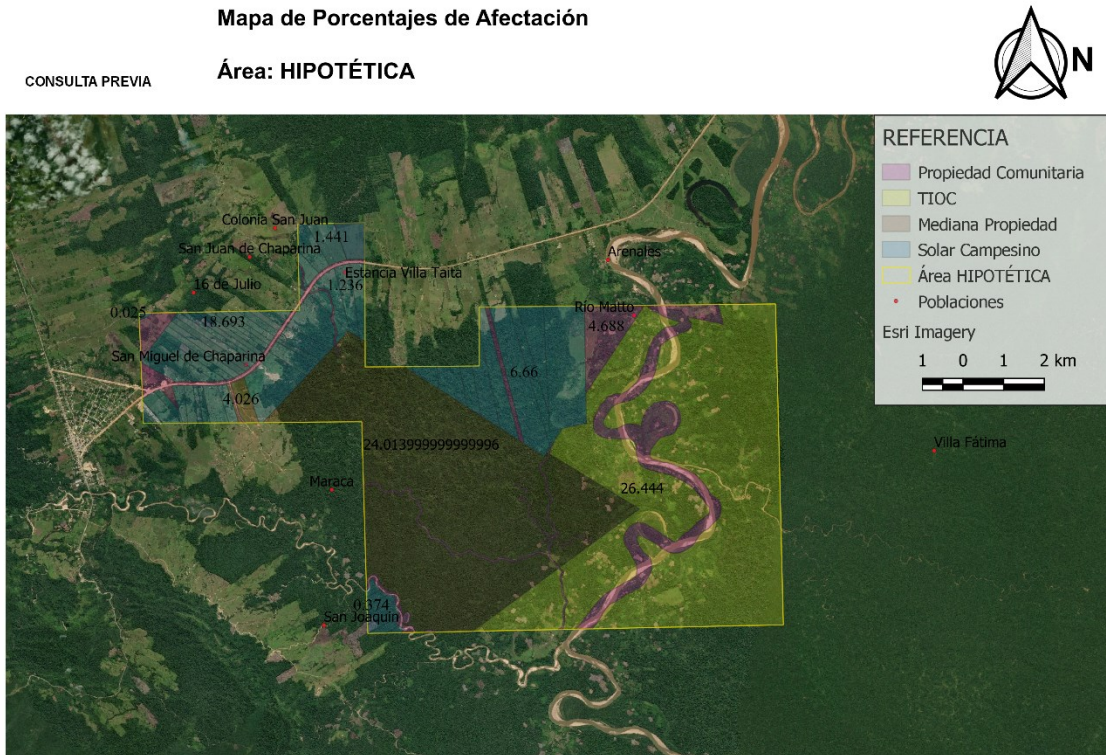 Mapa de Porcentajes de Afectación
Área: HIPOTÉTICA
CONSULTA PREVIA
N
REFERENCIA
Propiedad Comunitaria
TIOC
Mediana Propiedad
Solar Campesino
Área HIPOTÉTICA
Poblaciones
Esri Imagery
1 0 1 2 km
Colonia San Juan
1.441
San Juan de Chaparina
Arenales
Estancia Villa Taita
16 de Julio
1.236
0.025
18.693
Río Matto
4.688
San Miguel de Chaparina
6.66
4.026
24.013999999999996
Villa Fátima
Maraca
26.444
0.374
San Joaquín